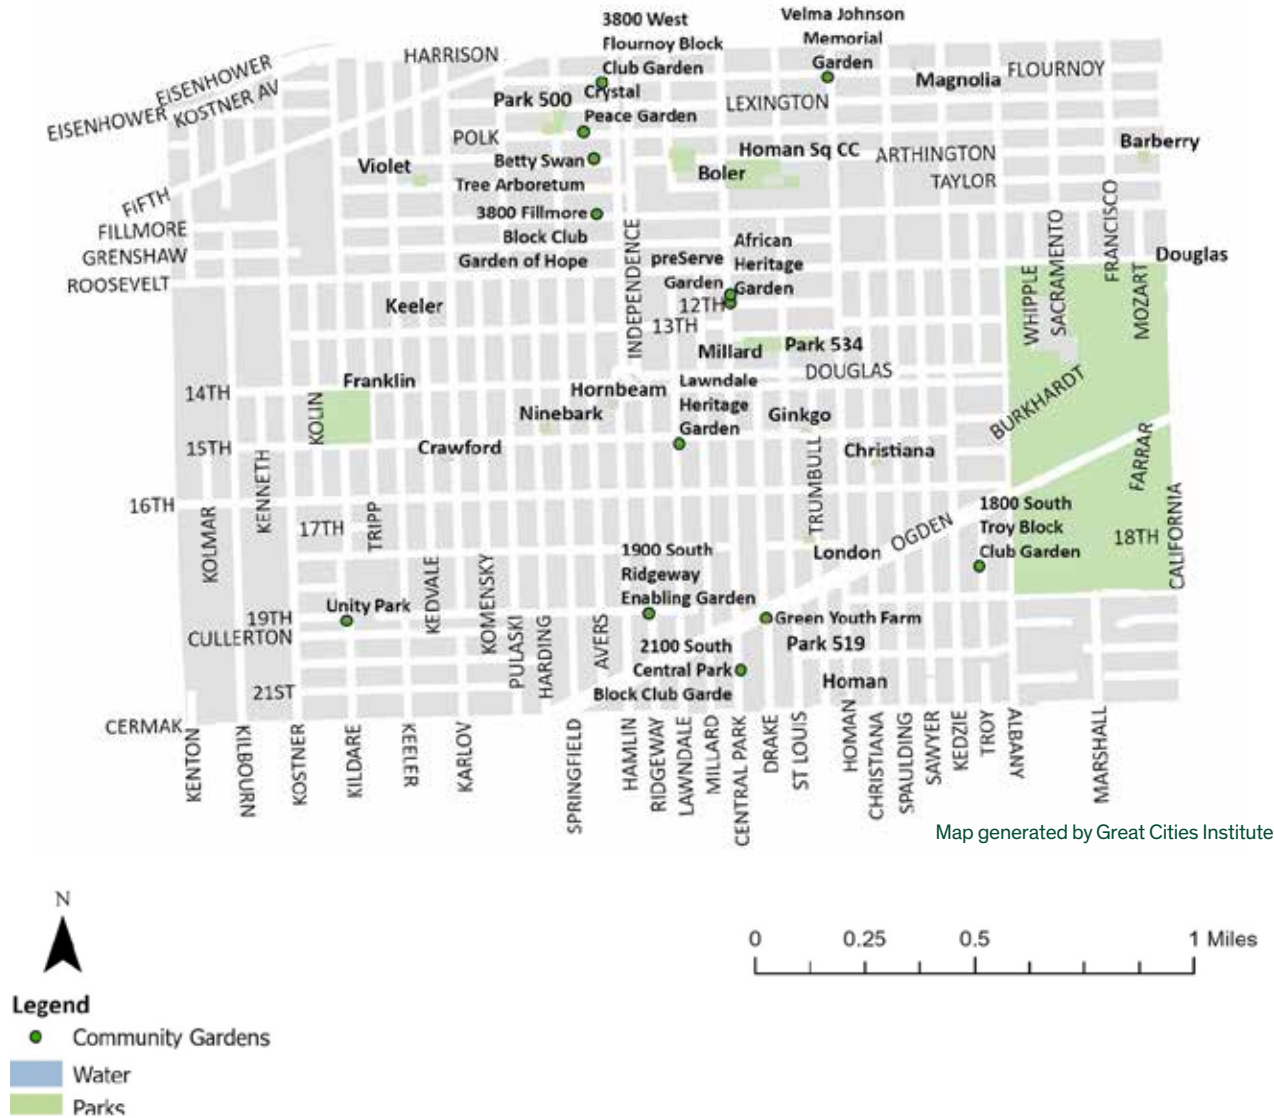 3800 West
Flournoy Block
Club Garden
Velma Johnson
Memorial
Garden
HARRISON
EISENHOWER
EISENHOWER
KOSTNER AV
Magnolia
FLOURNOY
Park 500
Crystal
Peace Garden
LEXINGTON
POLK
Violet
Betty Swan
Tree Arboretum
Homan Sq CC
Boler
ARTHINGTON
TAYLOR
Barberry
FIFTH
FILLMORE
GRENSHAW
ROOSEVELT
3800 Fillmore
Block Club
Garden of Hope
INDEPENDENCE
preServe
Garden
African
Heritage
Garden
12TH
13TH
WHIPPLE
SACRAMENTO
FRANCISCO
MOZART
Douglas
Keeler
Millard
Park 534
DOUGLAS
Franklin
14TH
KOLIN
Hornbeam
Ninebark
Lawndale
Heritage
Garden
Ginkgo
BURKHARDT
15TH
Crawford
Christiana
TRUMBULL
FARRAR
16TH
KENNETH
KOLMAR
17TH
TRIPP
OGDEN
London
1800 South
Troy Block
Club Garden
18TH
CALIFORNIA
1900 South
Ridgeway
Enabling Garden
Unity Park
19TH
CULLERTON
KEDVALE
KOMENSKY
PULASKI
HARDING
AVERS
Green Youth Farm
Park 519
2100 South
Central Park
Block Club Garde
Homan
21ST
CERMAK
KENTON
KILBOURN
KOSTNER
KILDARE
KEELER
KARLOV
SPRINGFIELD
HAMLIN
RIDGEWAY
LAWNDALE
MILLARD
CENTRAL PARK
DRAKE
ST LOUIS
HOMAN
CHRISTIANA
SPAULDING
SAWYER
KEDZIE
TROY
ALBANY
MARSHALL
Map generated by Great Cities Institute
N
0 0.25 0.5 1 Miles
Legend
Community Gardens
Water
Parks